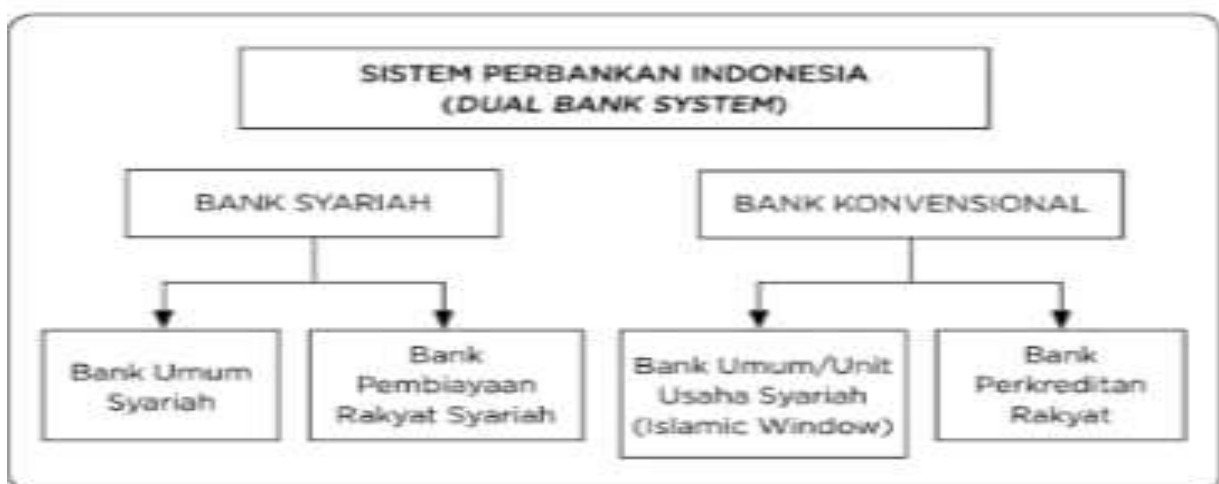 SISTEM PERBANKAN INDONESIA
(DUAL BANK SYSTEM)
BANK SYARIAH
BANK KONVENSIONAL
Bank Umum
Syariah
Bank
Pembiayaan
Rakyat Syariah
Bank Umum/Unit
Usaha Syariah
(Islamic Window)
Bank
Perkreditan
Rakyat